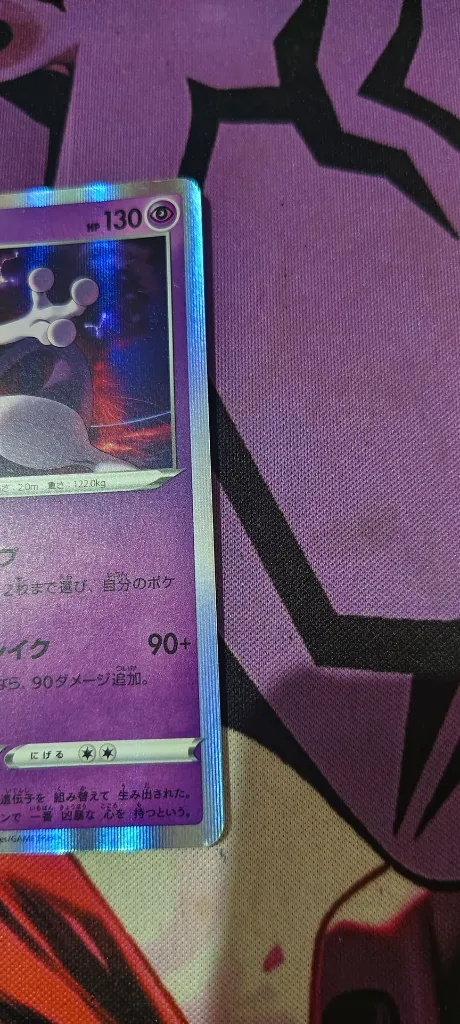 HP 130
さ：2.0m 重さ：122.0kg
プ
2枚まで選び、自分のポケ
イク 90+
なら、90ダメージ追加。
にげる
遺伝子を 組み替えて 生み出された。
ンで 一番 凶暴な 心を 持つという。